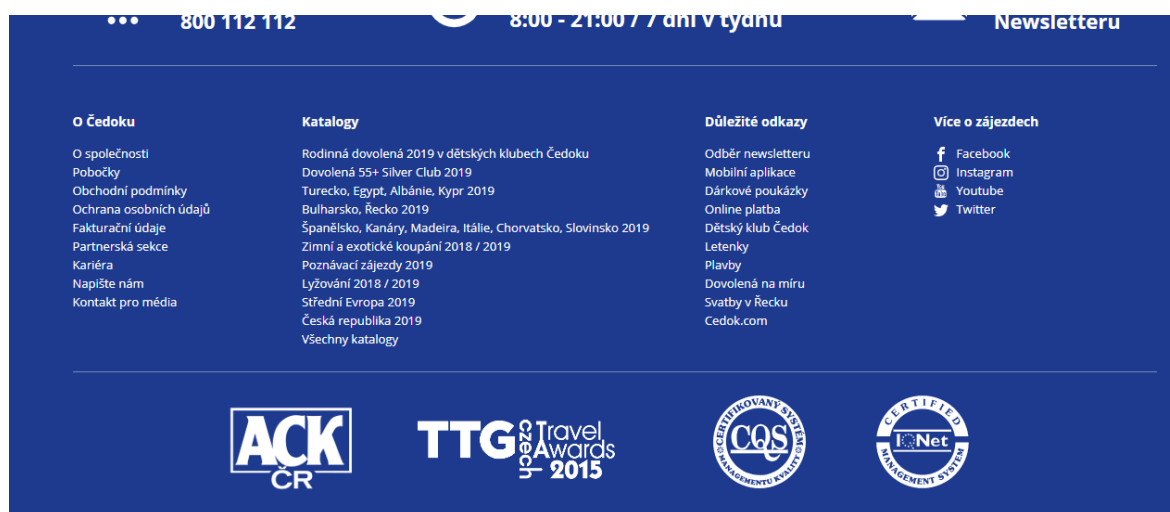 800 112 112
8:00 - 21:00 / 7 dní v týdnu
Newsletteru
O Čedoku
O společnosti
Pobočky
Obchodní podmínky
Ochrana osobních údajů
Fakturační údaje
Partnerská sekce
Kariéra
Napište nám
Kontakt pro média
Katalogy
Rodinná dovolená 2019 v dětských klubech Čedoku
Dovolená 55+ Silver Club 2019
Turecko, Egypt, Albánie, Kypr 2019
Bulharsko, Řecko 2019
Španělsko, Kanáry, Madeira, Itálie, Chorvatsko, Slovinsko 2019
Zimní a exotické koupání 2018 / 2019
Poznávací zájezdy 2019
Lyžování 2018 / 2019
Střední Evropa 2019
Česká republika 2019
Všechny katalogy
Důležité odkazy
Odběr newsletteru
Mobilní aplikace
Dárkové poukázky
Online platba
Dětský klub Čedok
Letenky
Plavby
Dovolená na míru
Svatby v Řecku
Cedok.com
Více o zájezdech
Facebook
Instagram
Youtube
Twitter
ACK
ČR
TTG czech Travel Awards 2015
CERTIFIKOVANÝ SYSTÉM
CQS
MANAGEMENTU KVALITY
CERTIFIED
IQNet
MANAGEMENT SYSTEM